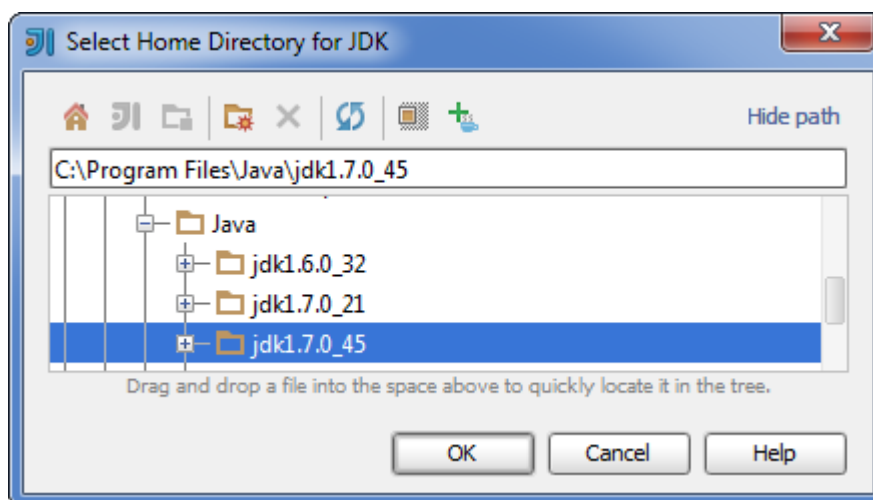 Select Home Directory for JDK
Hide path
C:\Program Files\Java\jdk1.7.0_45
Java
jdk1.6.0_32
jdk1.7.0_21
jdk1.7.0_45
Drag and drop a file into the space above to quickly locate it in the tree.
OK Cancel Help